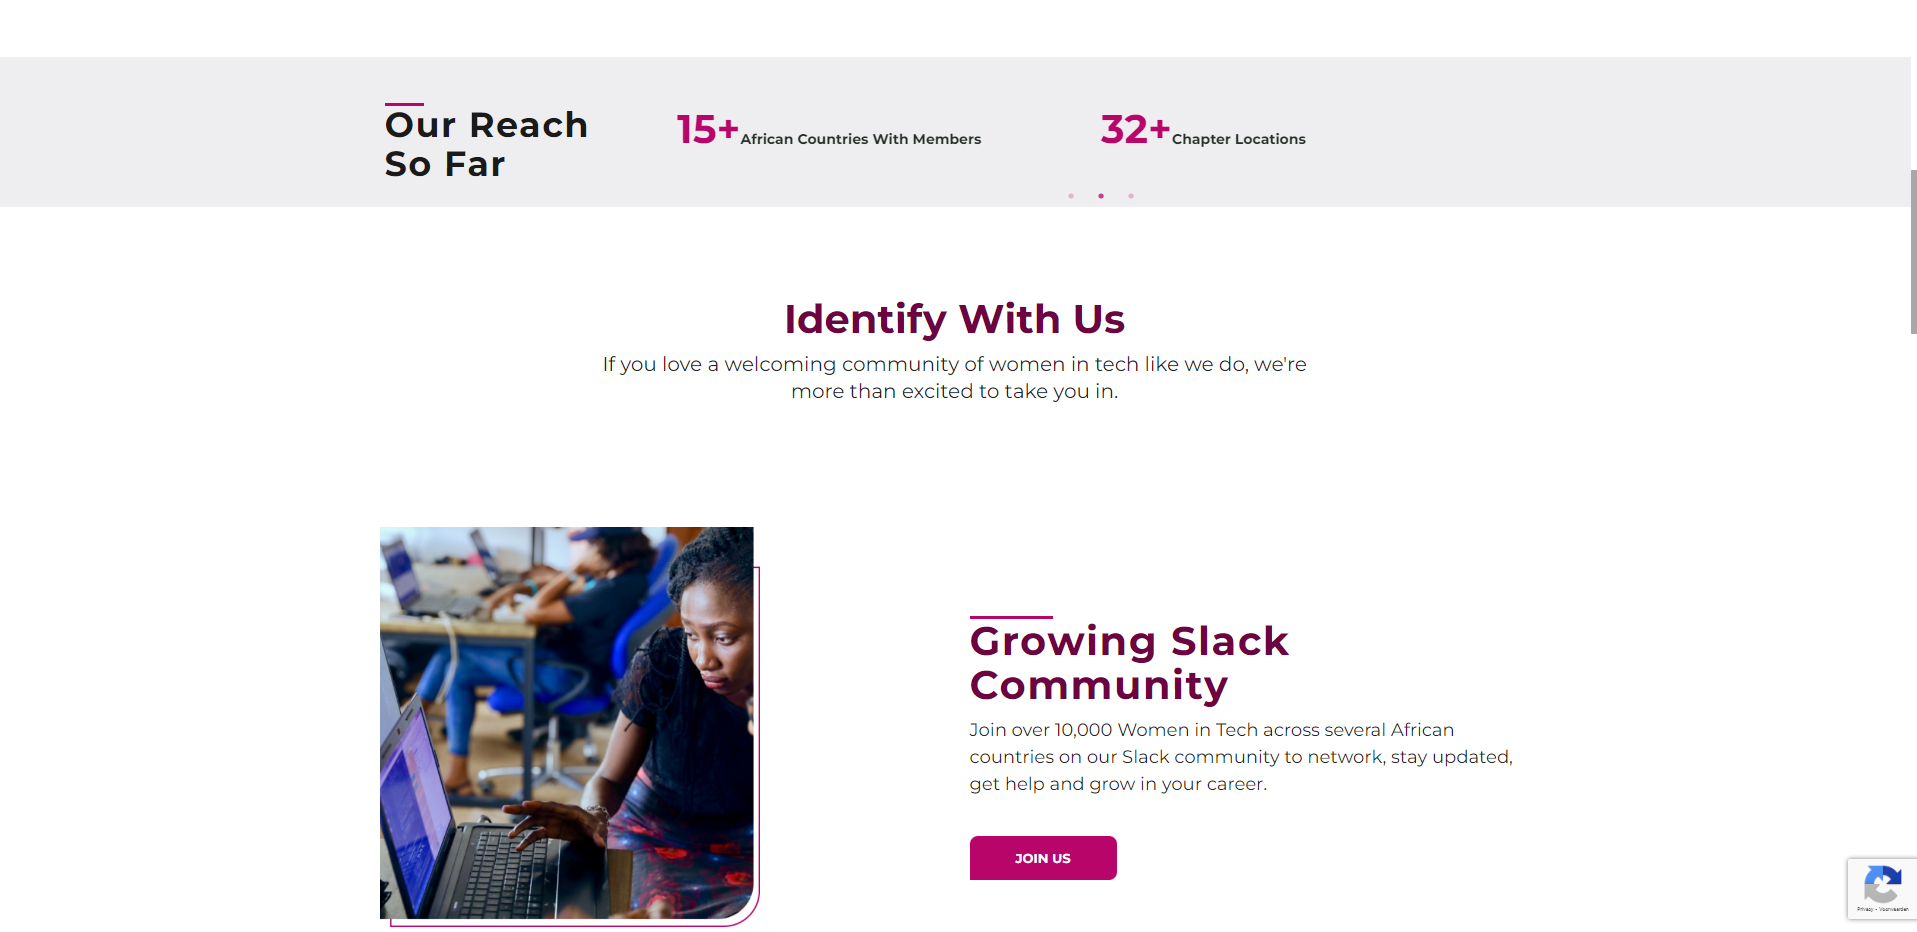 Our Reach
So Far
15+ African Countries With Members
32+ Chapter Locations
Identify With Us
If you love a welcoming community of women in tech like we do, we're
more than excited to take you in.
Growing Slack
Community
Join over 10,000 Women in Tech across several African
countries on our Slack community to network, stay updated,
get help and grow in your career.
JOIN US
Privacy - Voorwaarden